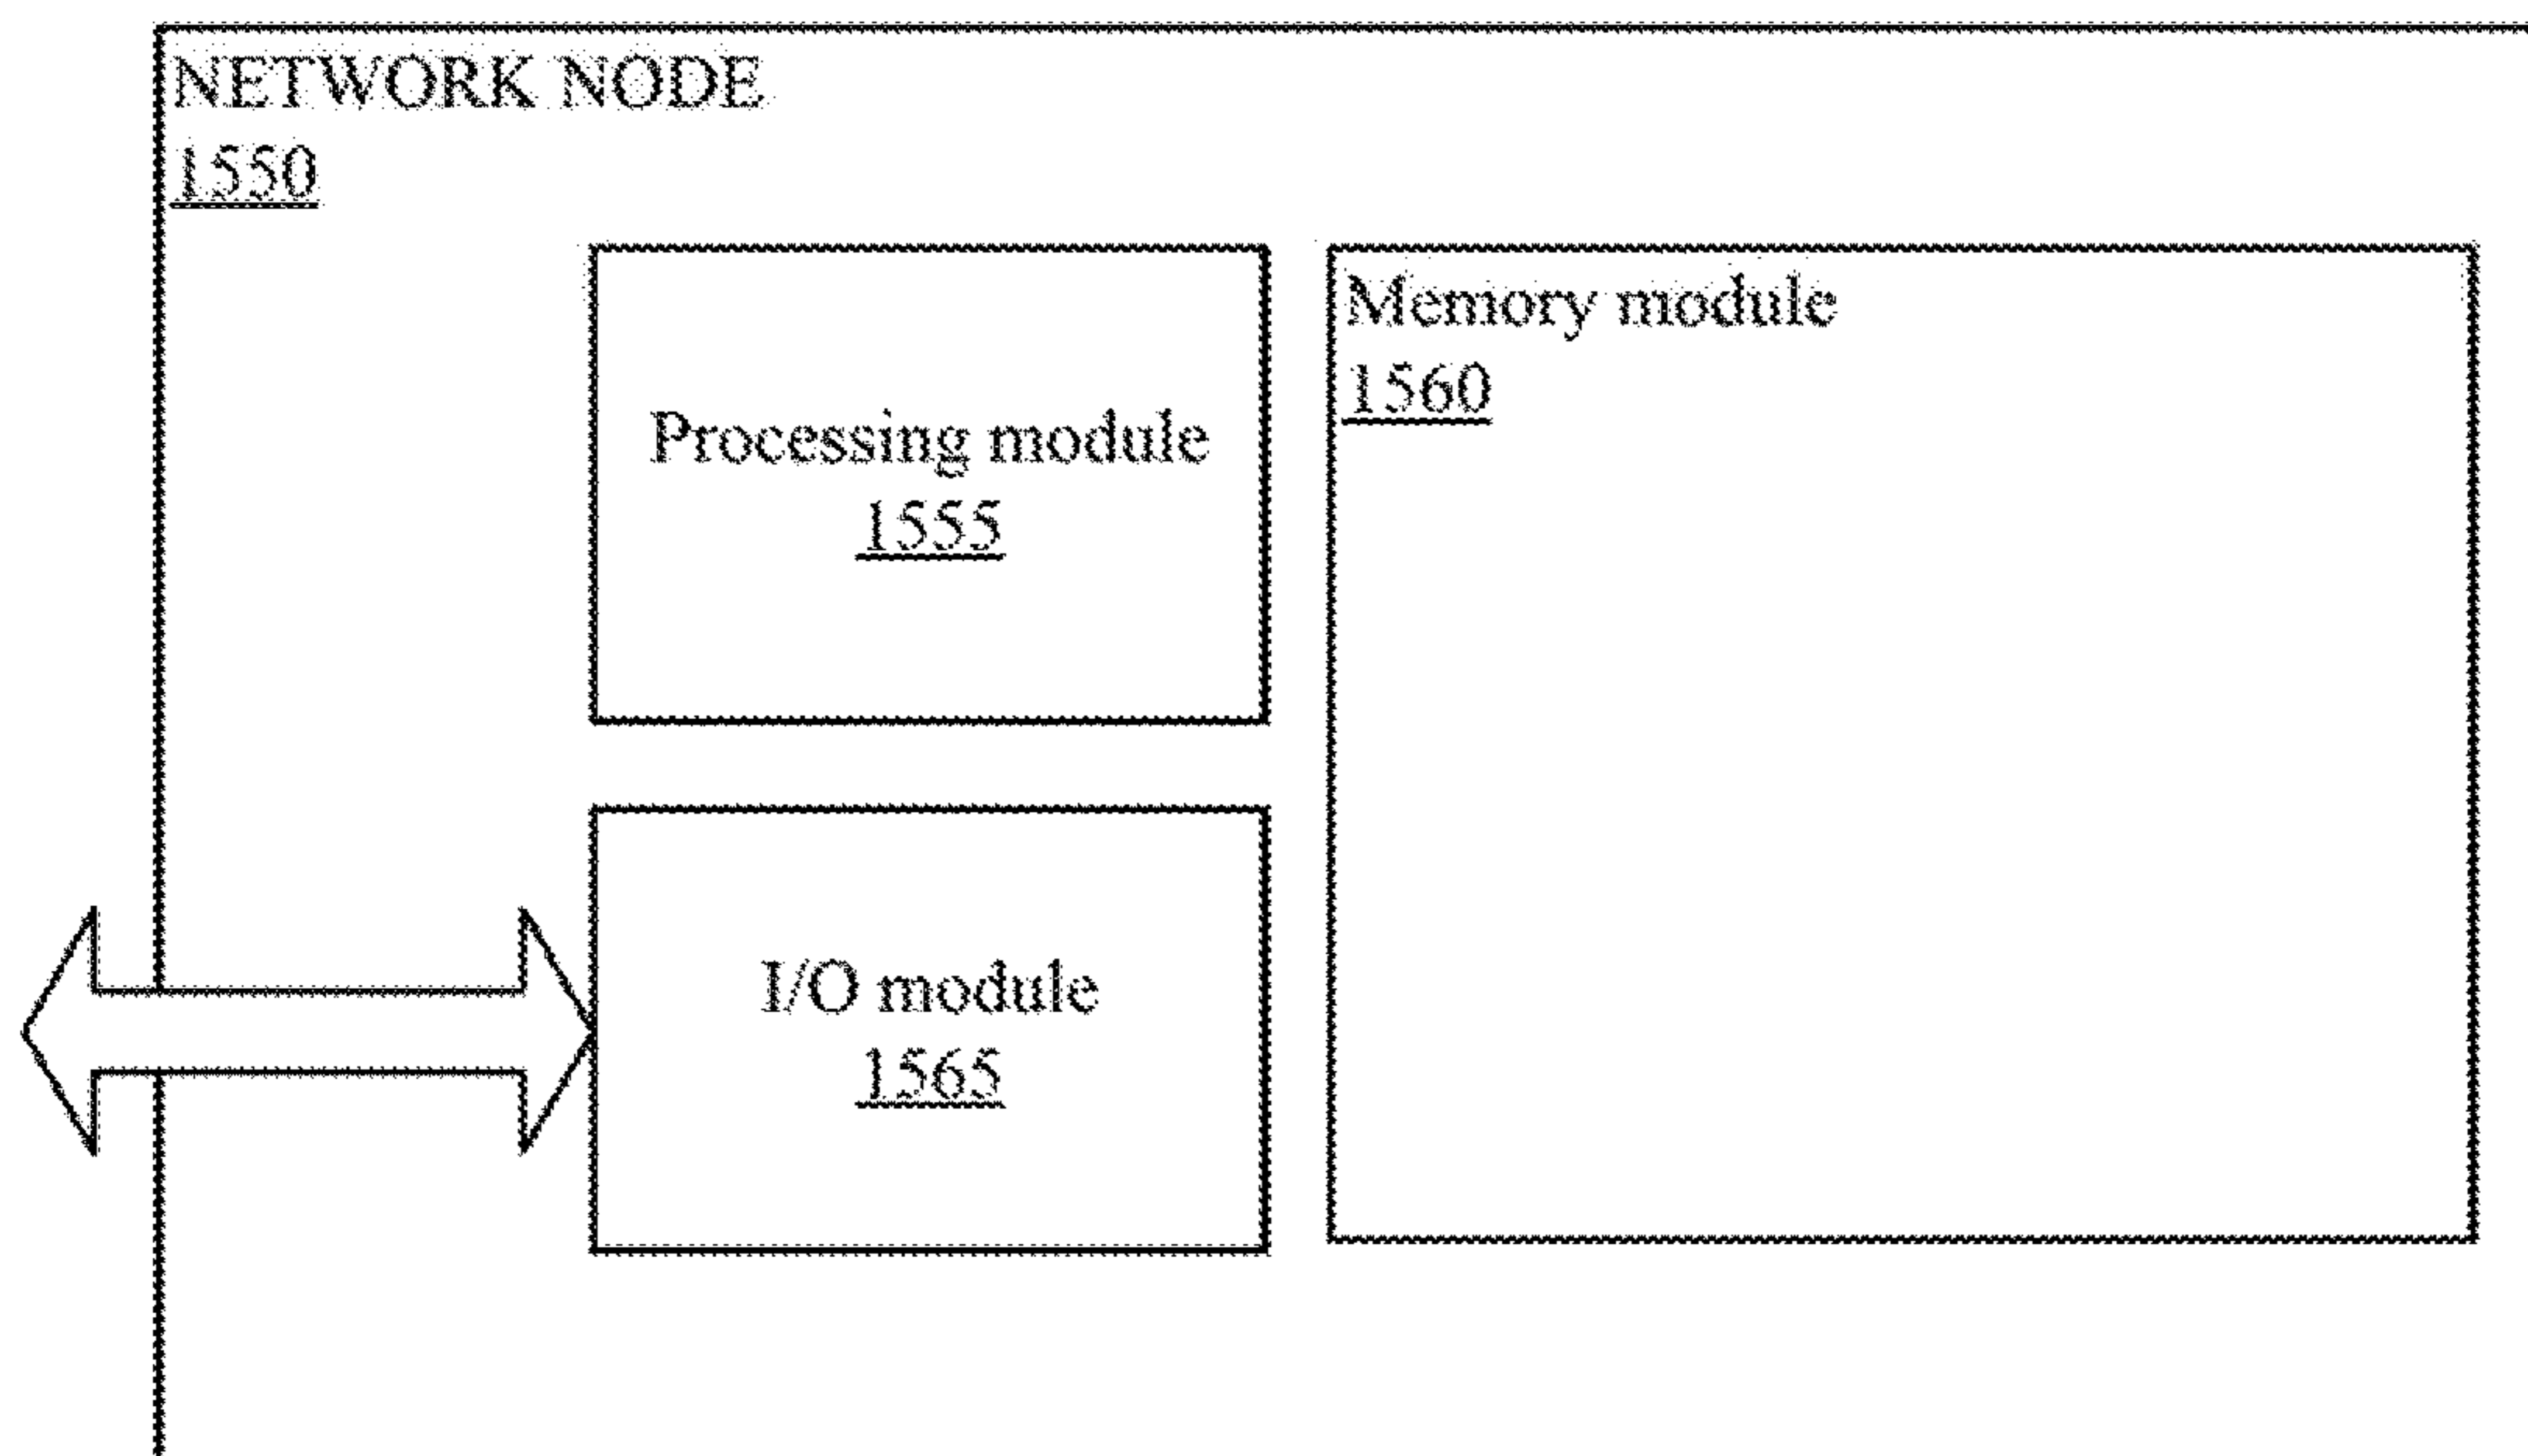 NETWORK NODE
1550
Processing module
1555
Memory module
1560
I/O module
1565